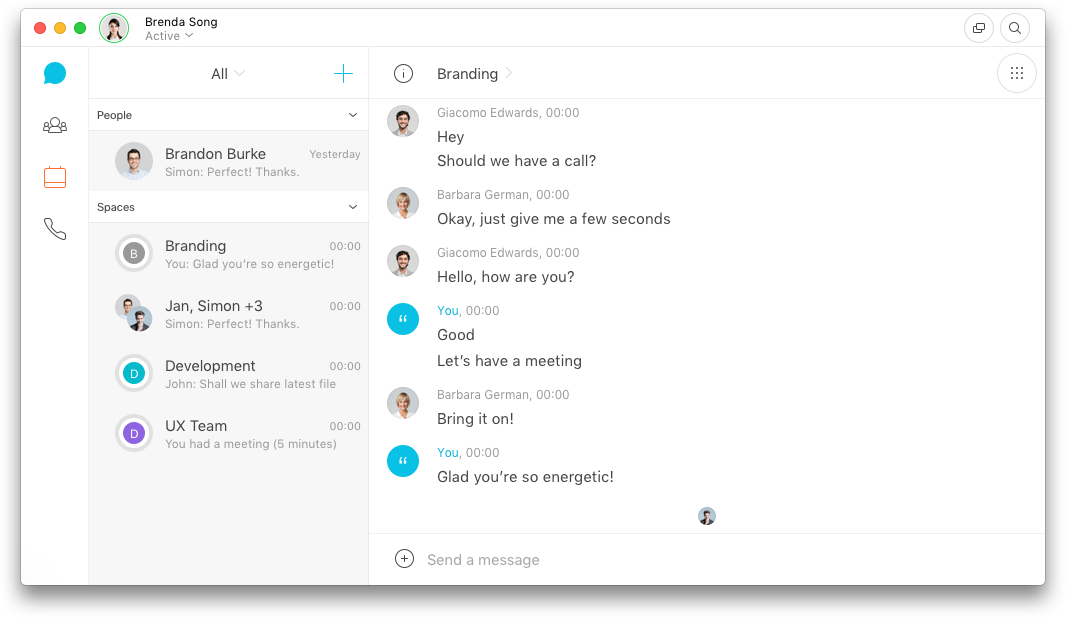 Brenda Song
Active
All
Branding
People
Brandon Burke Yesterday
Simon: Perfect! Thanks.
Spaces
B Branding 00:00
You: Glad you’re so energetic!
Jan, Simon +3 00:00
Simon: Perfect! Thanks.
D Development 00:00
John: Shall we share latest file
D UX Team 00:00
You had a meeting (5 minutes)
Giacomo Edwards, 00:00
Hey
Should we have a call?
Barbara German, 00:00
Okay, just give me a few seconds
Giacomo Edwards, 00:00
Hello, how are you?
“ You, 00:00
Good
Let’s have a meeting
Barbara German, 00:00
Bring it on!
“ You, 00:00
Glad you’re so energetic!
Send a message